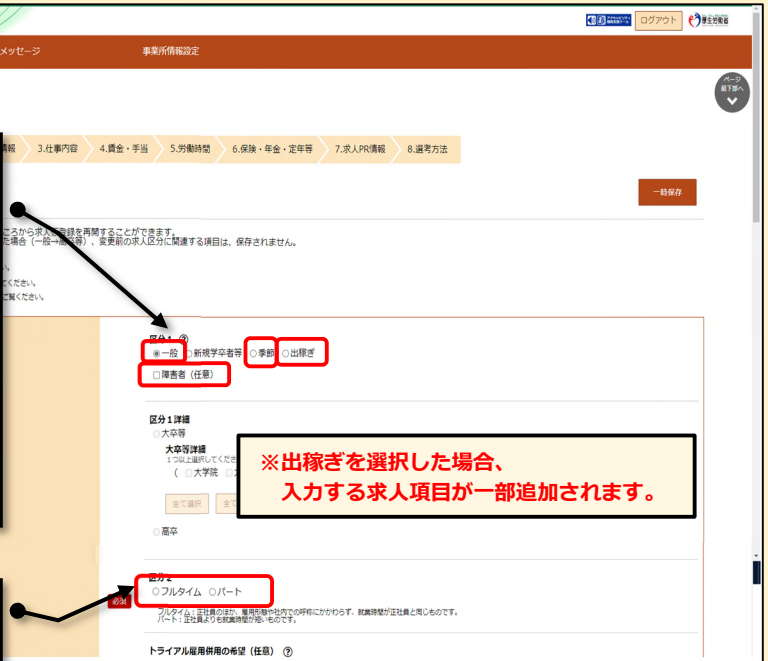 ログアウト
厚生労働省
メッセージ
事業所情報設定
ページ
最下部へ
情報
3.仕事内容
4.賃金・手当
5.労働時間
6.保険・年金・定年等
7.求人PR情報
8.選考方法
一時保存
ころから求人仮登録を再開することができます。
た場合（一般→高卒等）、変更前の求人区分に関連する項目は、保存されません。
い。
てください。
ご覧ください。
区分１
一般 新規学卒者等 季節 出稼ぎ
障害者（任意）
区分１詳細
大卒等
大卒等詳細
１つ以上選択してくださ
（ 大学院
全て選択 全て
※出稼ぎを選択した場合、
入力する求人項目が一部追加されます。
高卒
区分２
必須
フルタイム パート
フルタイム：正社員のほか、雇用形態や社内での呼称にかかわらず、就業時間が正社員と同じものです。
パート：正社員よりも就業時間が短いものです。
トライアル雇用併用の希望（任意） ?